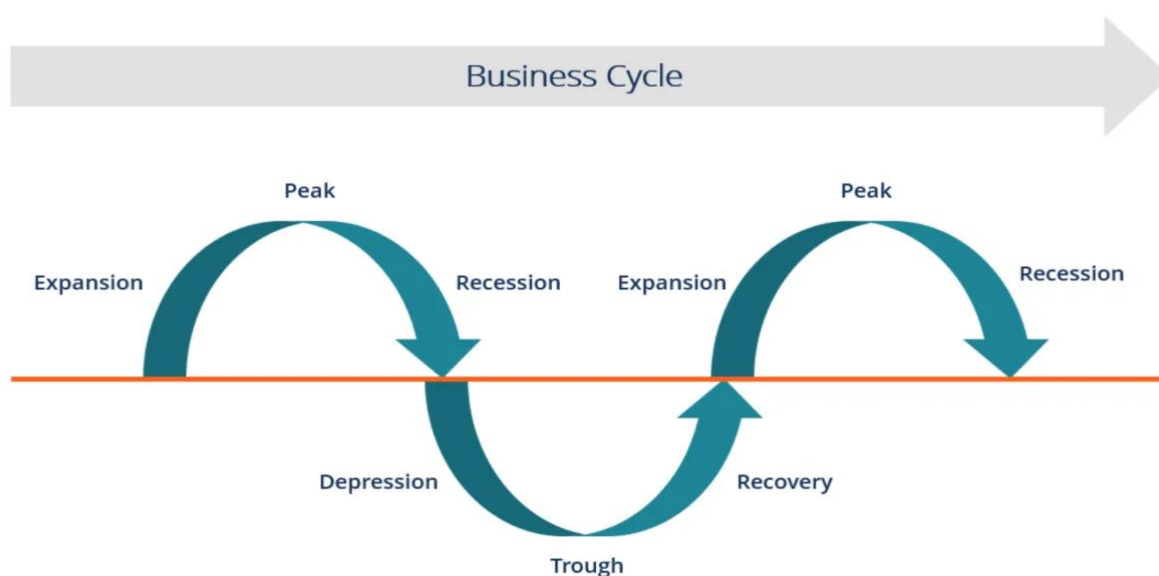 Business Cycle
Peak
Peak
Expansion
Recession
Expansion
Recession
Depression
Recovery
Trough